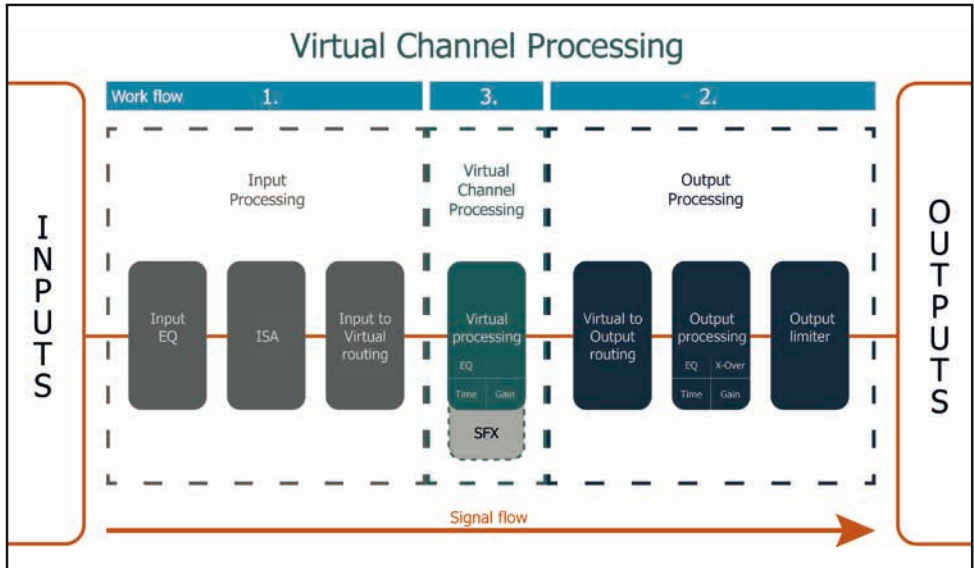 Virtual Channel Processing
Work flow 1. 3. 2.
INPUTS
Input
Processing
Virtual
Channel
Processing
Output
Processing
Input
EQ
ISA
Input to
Virtual
routing
Virtual
processing
EQ
Time Gain
SFX
Virtual to
Output
routing
Output
processing
EQ X-Over
Time Gain
Output
limiter
OUTPUTS
Signal flow